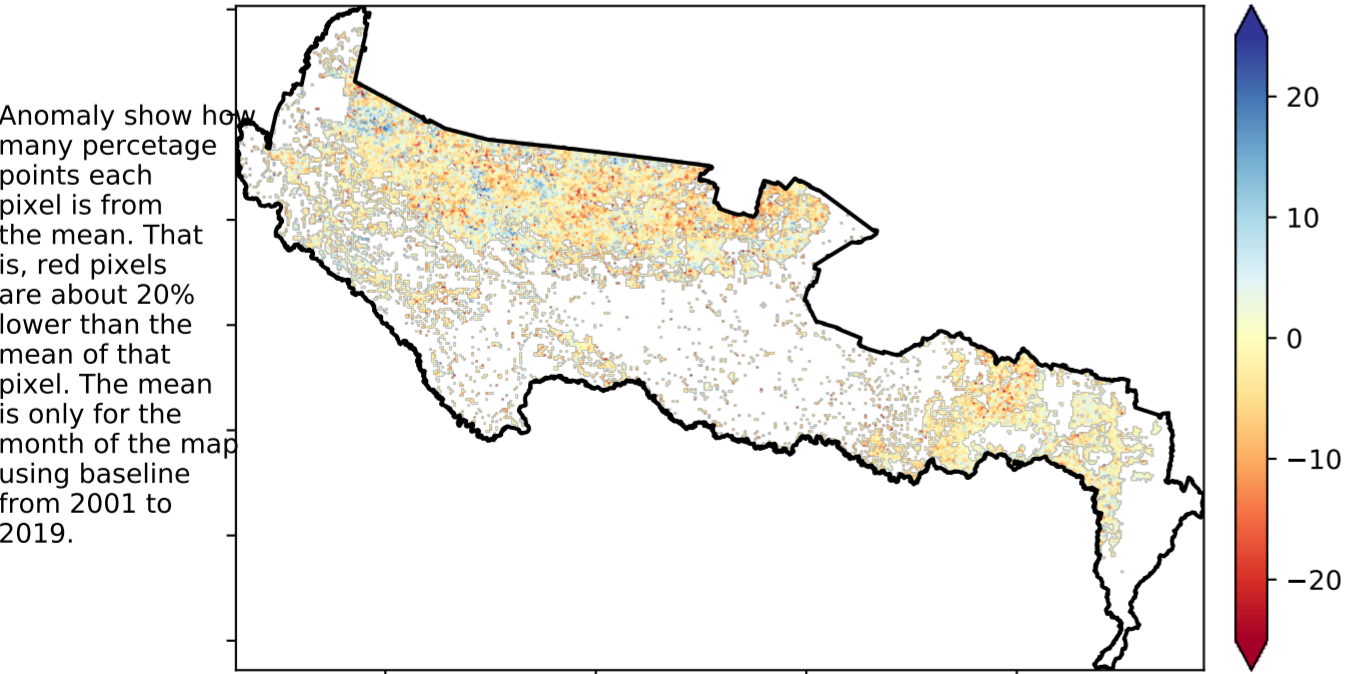 Anomaly show how
many percetage
points each
pixel is from
the mean. That
is, red pixels
are about 20%
lower than the
mean of that
pixel. The mean
is only for the
month of the map
using baseline
from 2001 to
2019.
20
10
0
−10
−20